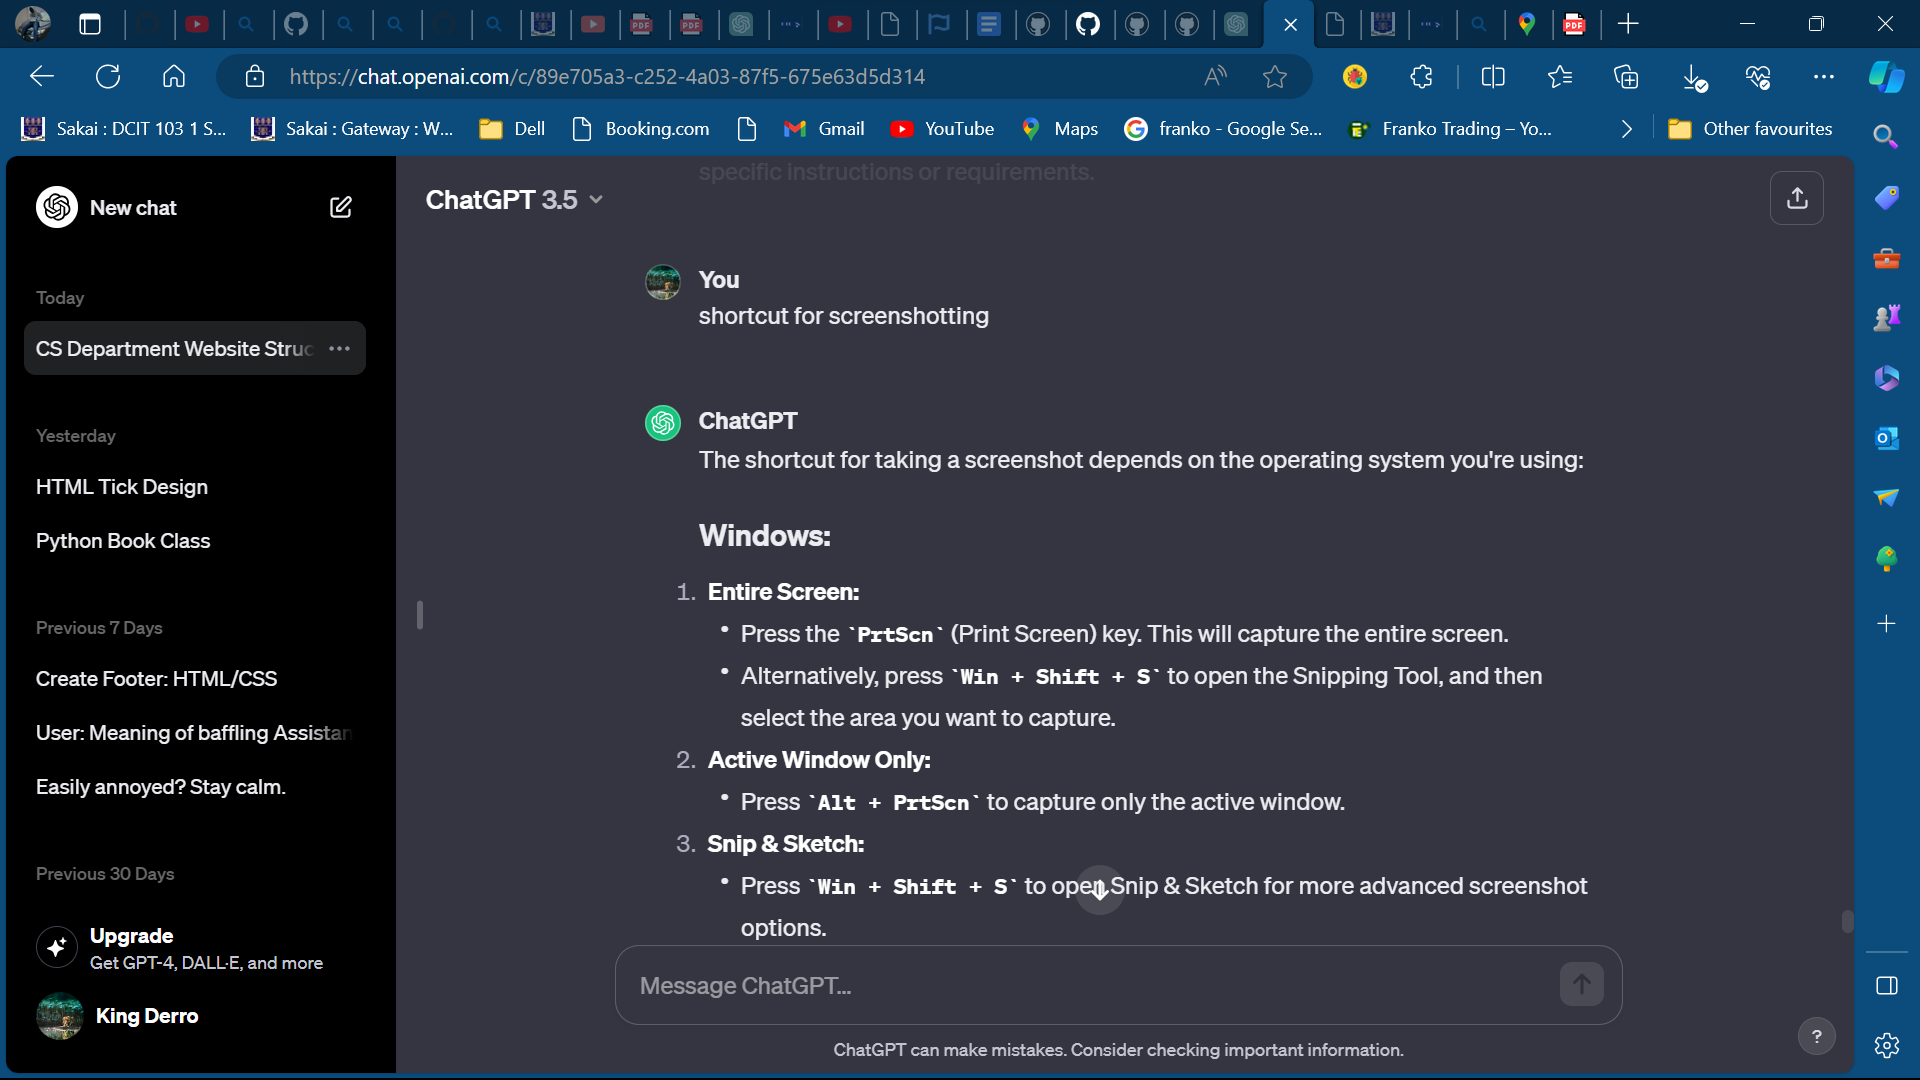 https://chat.openai.com/c/89e705a3-c252-4a03-87f5-675e63d5d314
Sakai : DCIT 103 1 S...
Sakai : Gateway : W...
Dell
Booking.com
Gmail
YouTube
Maps
franko - Google Se...
Franko Trading – Yo...
Other favourites
New chat
Today
CS Department Website Struc
Yesterday
HTML Tick Design
Python Book Class
Previous 7 Days
Create Footer: HTML/CSS
User: Meaning of baffling Assistan
Easily annoyed? Stay calm.
Previous 30 Days
Upgrade
Get GPT-4, DALL·E, and more
King Derro
specific instructions or requirements.
ChatGPT 3.5
You
shortcut for screenshotting
ChatGPT
The shortcut for taking a screenshot depends on the operating system you're using:
Windows:
1. Entire Screen:
• Press the `PrtScn` (Print Screen) key. This will capture the entire screen.
• Alternatively, press `Win + Shift + S` to open the Snipping Tool, and then
select the area you want to capture.
2. Active Window Only:
• Press `Alt + PrtScn` to capture only the active window.
3. Snip & Sketch:
• Press `Win + Shift + S` to open Snip & Sketch for more advanced screenshot
options.
Message ChatGPT...
ChatGPT can make mistakes. Consider checking important information.
?